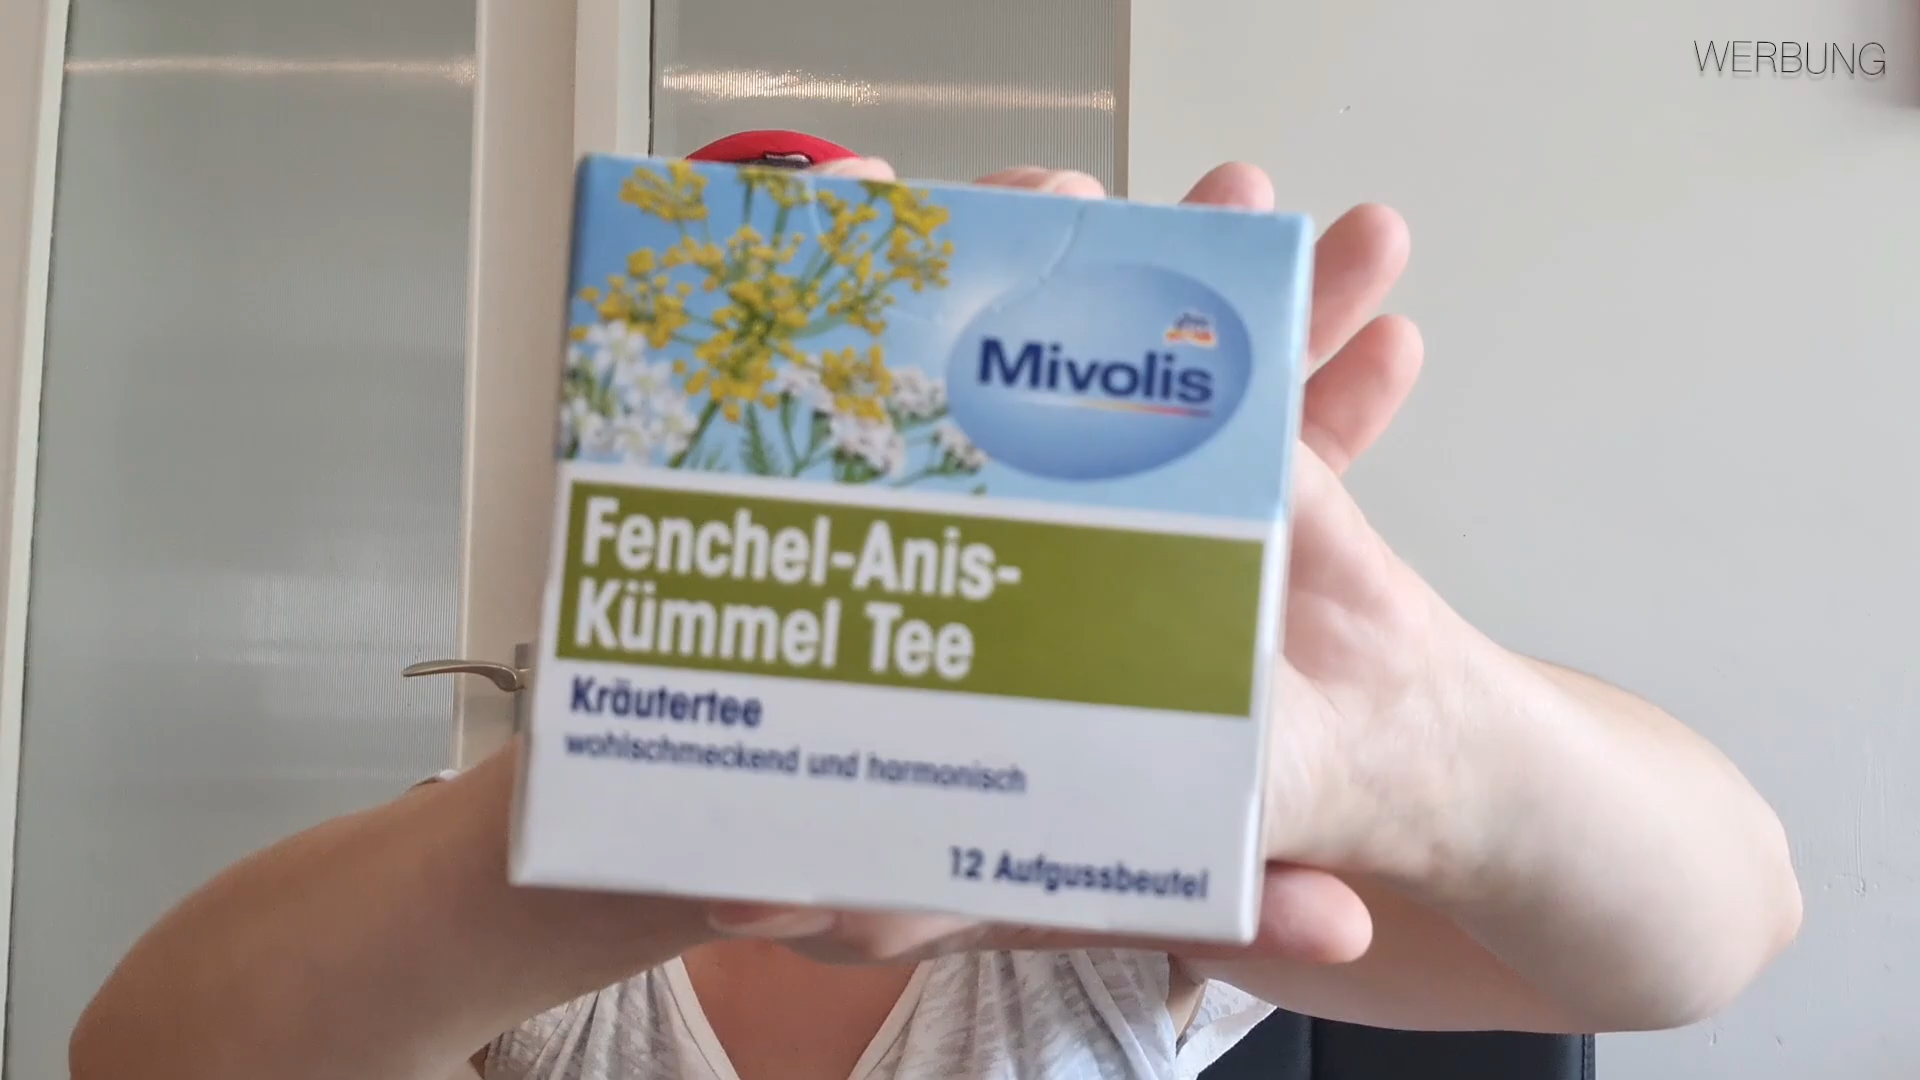 WERBUNG
Mivolis
Fenchel-Anis-
Kümmel Tee
Kräutertee
wohlschmeckend und harmonisch
12 Aufgussbeutel